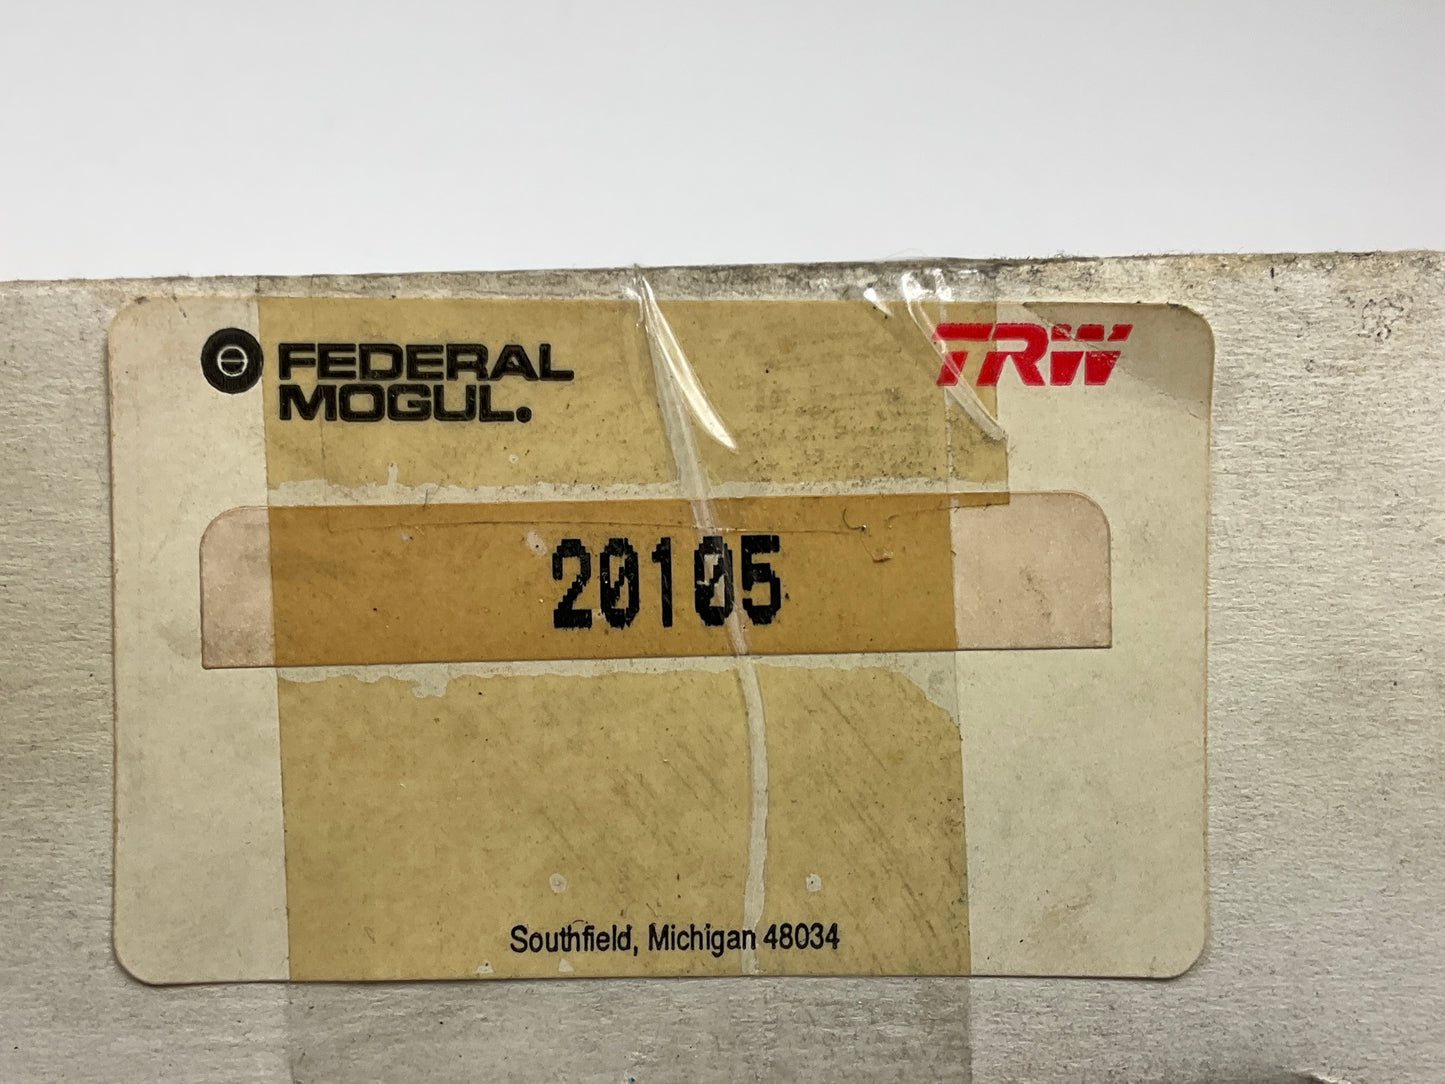 FEDERAL
MOGUL.
TRW
20105
Southfield, Michigan 48034